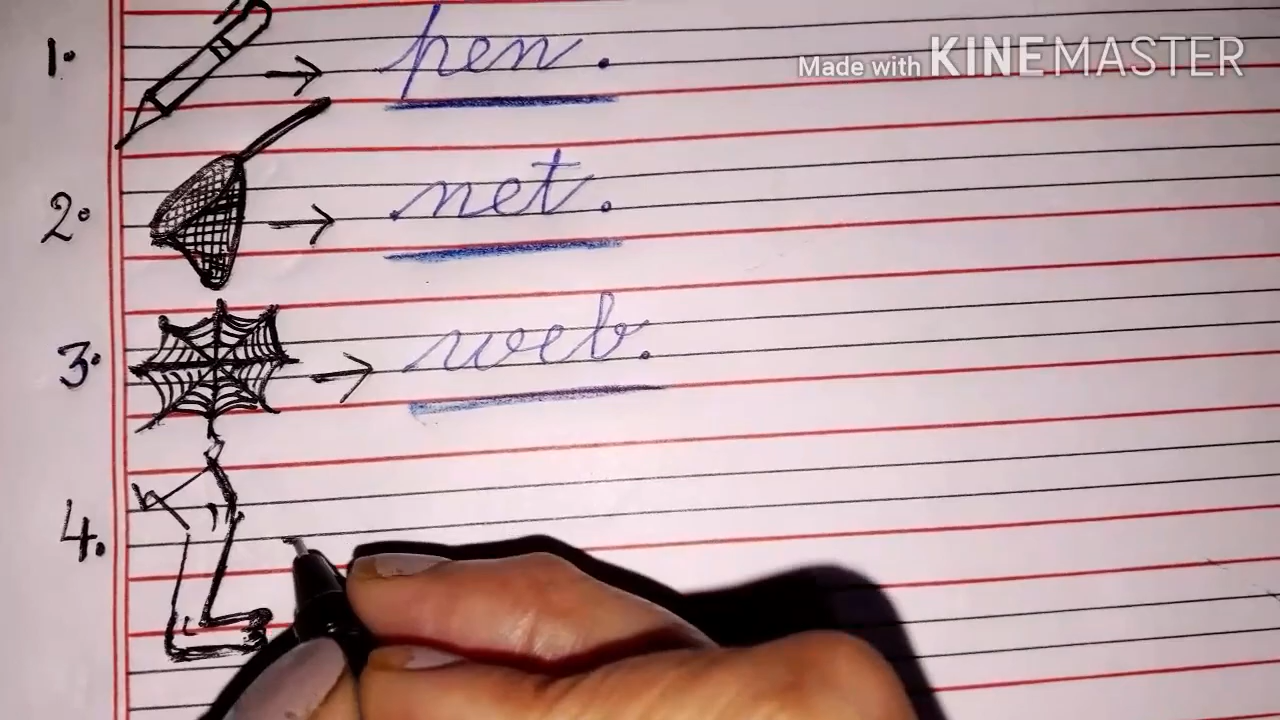 1. → pen.
Made with KINEMASTER
2. → net.
3. → web.
4.